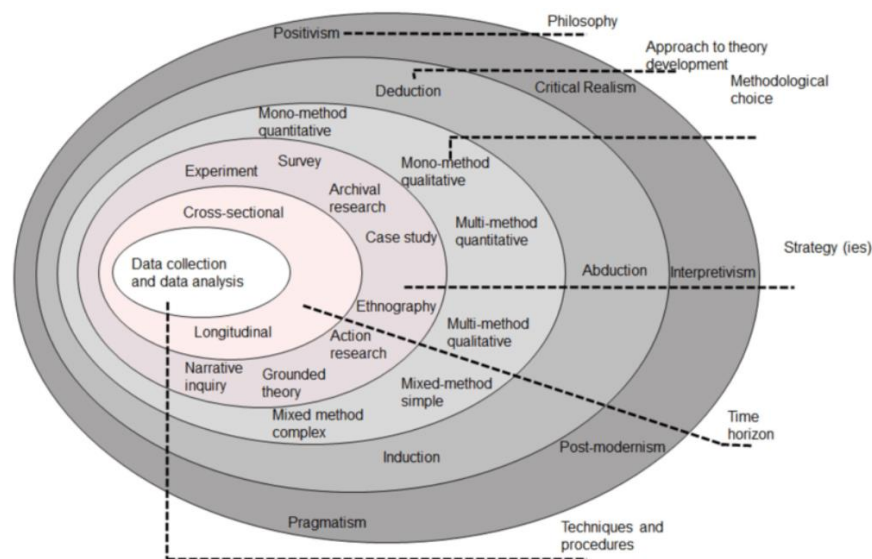 Philosophy
Positivism
Approach to theory
development
Critical Realism
Methodological
choice
Deduction
Mono-method
quantitative
Mono-method
qualitative
Survey
Experiment
Archival
research
Cross-sectional
Multi-method
quantitative
Case study
Strategy (ies)
Data collection
and data analysis
Abduction
Interpretivism
Ethnography
Longitudinal
Action
research
Multi-method
qualitative
Narrative
inquiry
Grounded
theory
Mixed-method
simple
Mixed method
complex
Time
horizon
Post-modernism
Induction
Pragmatism
Techniques and
procedures